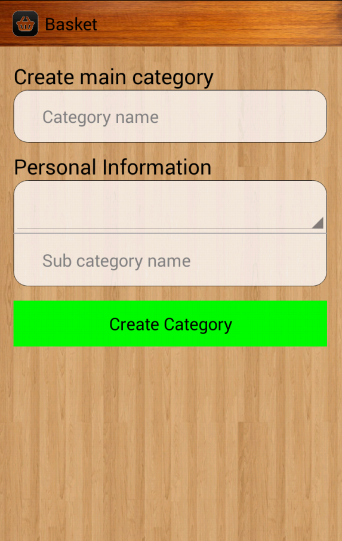 Basket
Create main category
Category name
Personal Information
Sub category name
Create Category